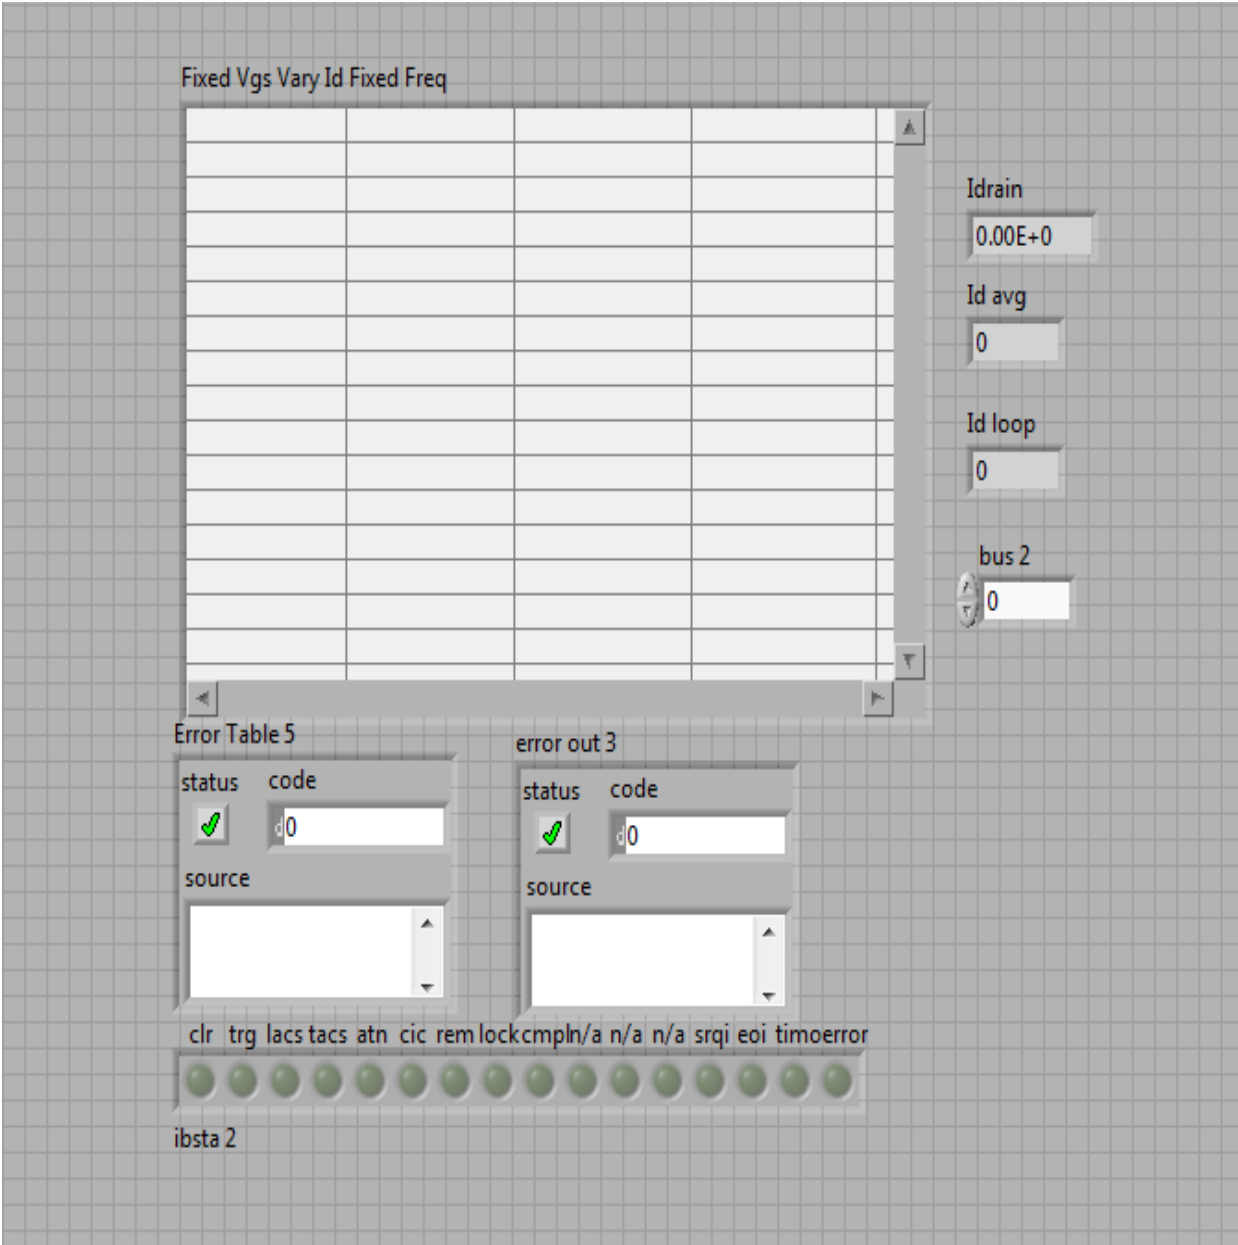 Fixed Vgs Vary Id Fixed Freq
Idrain
0.00E+0
Id avg
0
Id loop
0
bus 2
0
Error Table 5
status code
d0
source
error out 3
status code
d0
source
clr trg lacs tacs atn cic rem lock cmpl n/a n/a n/a srqi eoi timo error
ibsta 2